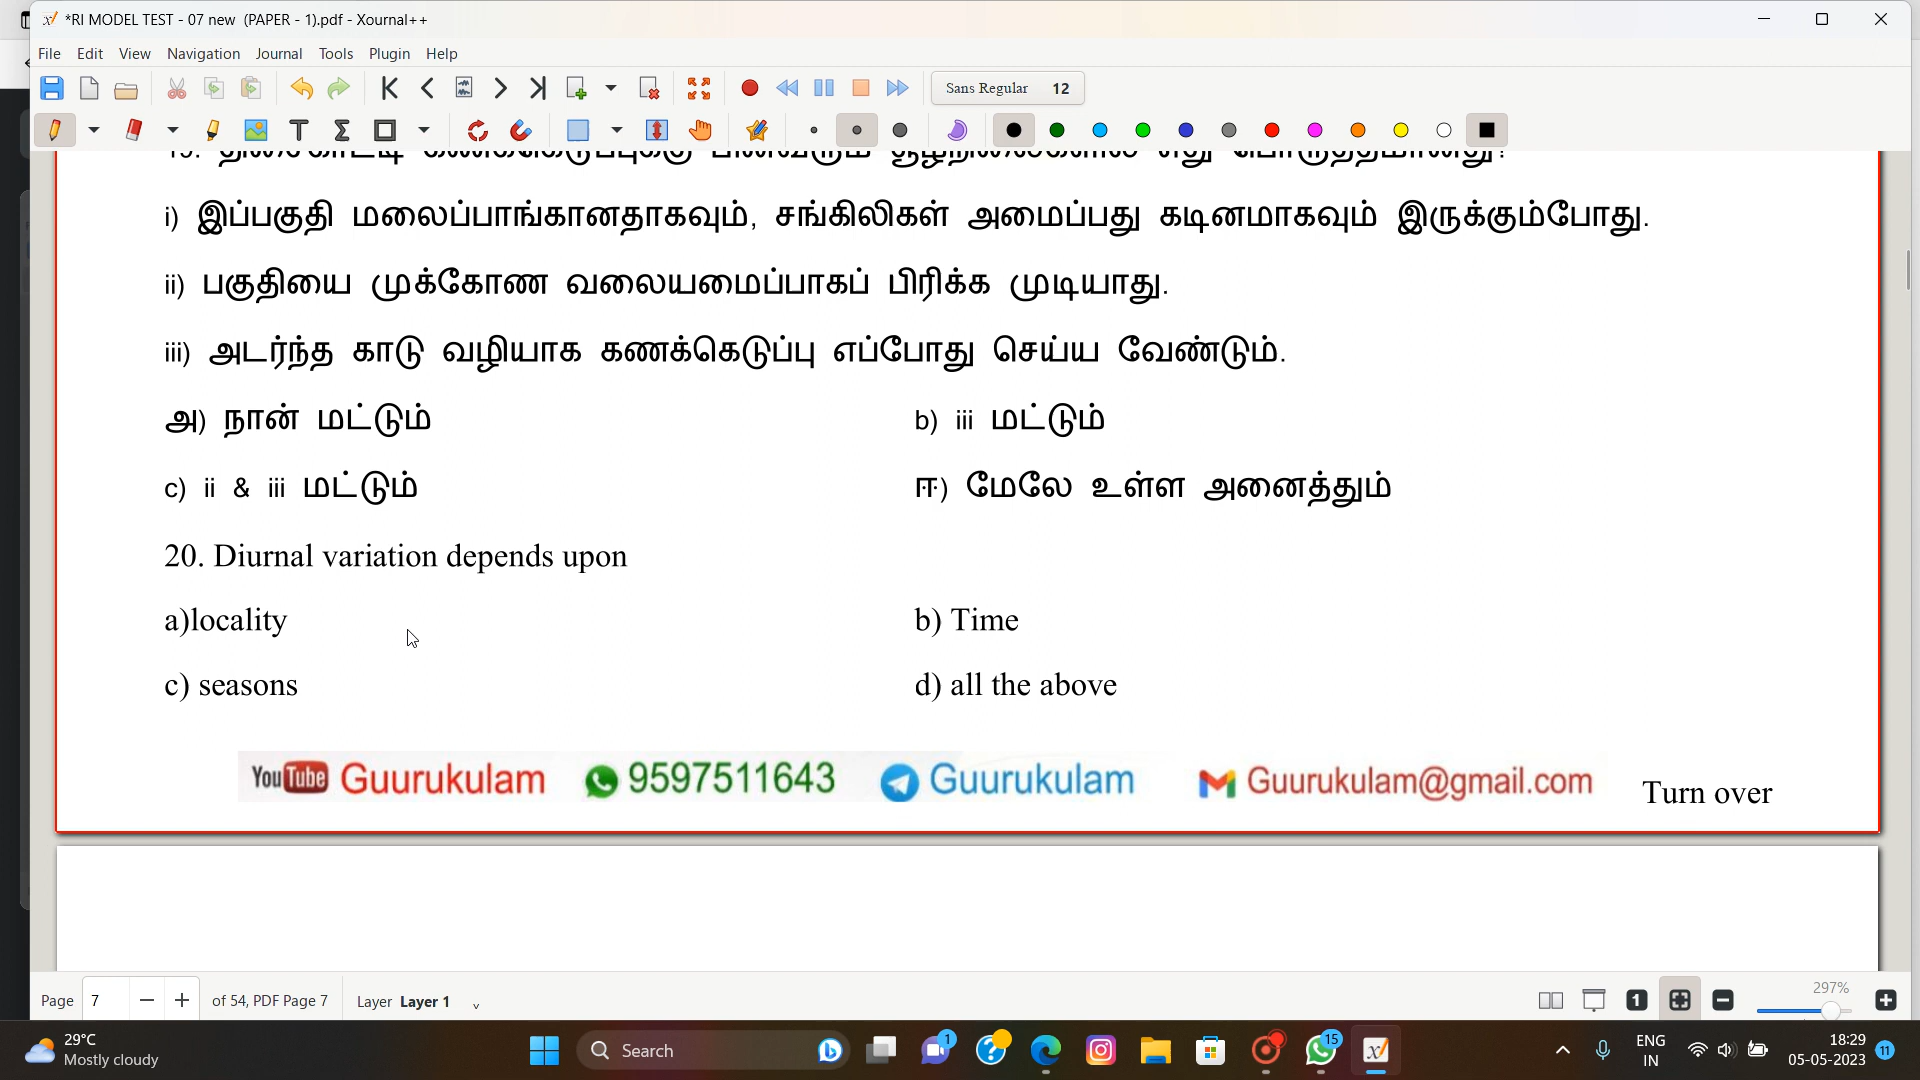 *RI MODEL TEST - 07 new (PAPER - 1).pdf - Xournal++
File Edit View Navigation Journal Tools Plugin Help
Sans Regular 12
i) இப்பகுதி மலைப்பாங்கானதாகவும், சங்கிலிகள் அமைப்பது கடினமாகவும் இருக்கும்போது.
ii) பகுதியை முக்கோண வலையமைப்பாகப் பிரிக்க முடியாது.
iii) அடர்ந்த காடு வழியாக கணக்கெடுப்பு எப்போது செய்ய வேண்டும்.
அ) நான் மட்டும் b) iii மட்டும்
c) ii & iii மட்டும் ஈ) மேலே உள்ள அனைத்தும்
20. Diurnal variation depends upon
a)locality b) Time
c) seasons d) all the above
YouTube Guurukulam 9597511643 Guurukulam Guurukulam@gmail.com Turn over
Page 7 of 54, PDF Page 7 Layer Layer 1 297%
29°C
Mostly cloudy
Search
1
15
ENG
IN
18:29
05-05-2023
11